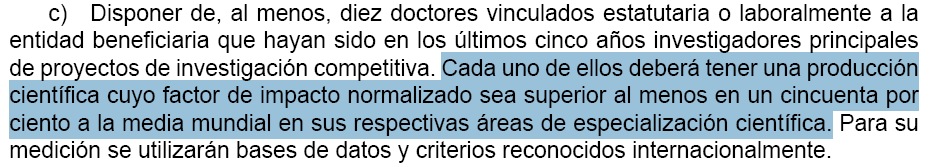 c) Disponer de, al menos, diez doctores vinculados estatutaria o laboralmente a la
entidad beneficiaria que hayan sido en los últimos cinco años investigadores principales
de proyectos de investigación competitiva. Cada uno de ellos deberá tener una producción
científica cuyo factor de impacto normalizado sea superior al menos en un cincuenta por
ciento a la media mundial en sus respectivas áreas de especialización científica. Para su
medición se utilizarán bases de datos y criterios reconocidos internacionalmente.